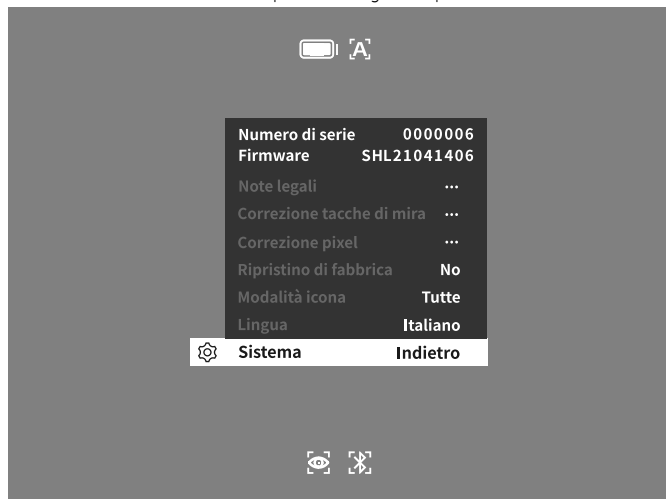 A
Numero di serie 0000006
Firmware SHL21041406
Note legali ...
Correzione tacche di mira ...
Correzione pixel ...
Ripristino di fabbrica No
Modalità icona Tutte
Lingua Italiano
Sistema Indietro